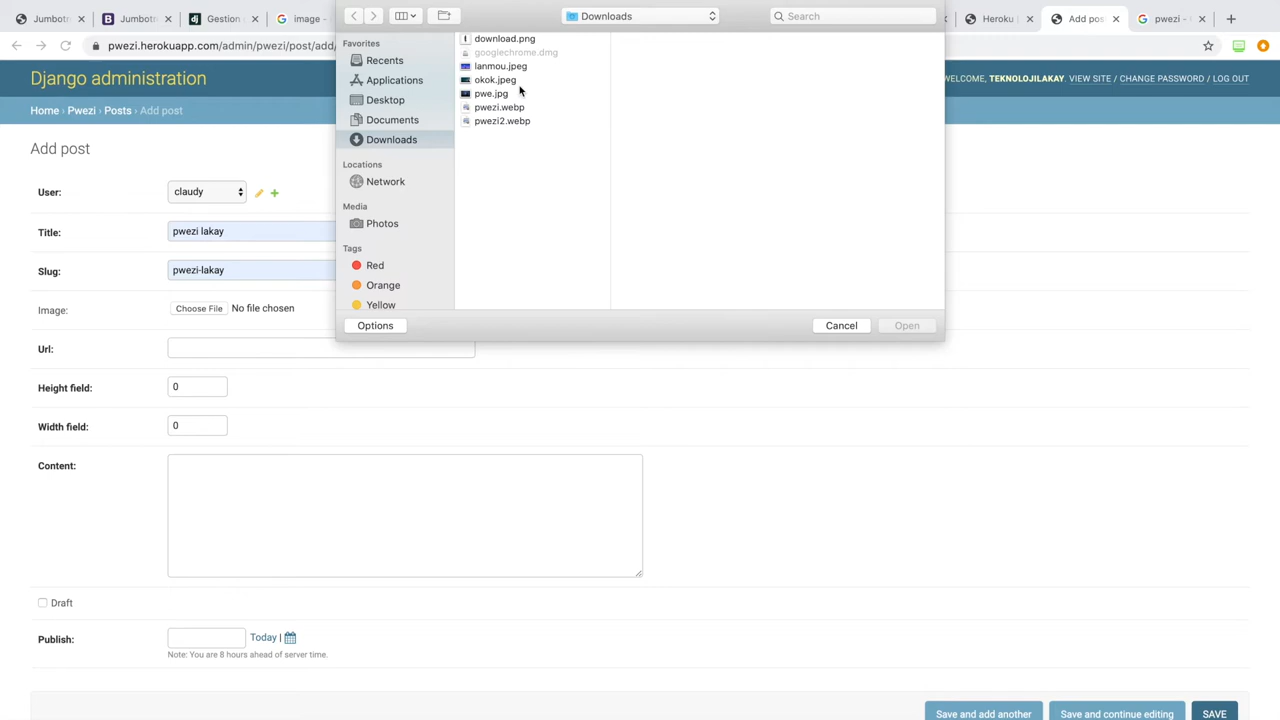 Jumbotro
Jumbotr
Gestion
image -
Heroku
Add pos
pwezi -
Downloads
Search
pwezi.herokuapp.com/admin/pwezi/post/add/
Favorites
Recents
Applications
Desktop
Documents
Downloads
Locations
Network
Media
Photos
Tags
Red
Orange
Yellow
download.png
googlechrome.dmg
lanmou.jpeg
okok.jpeg
pwe.jpg
pwezi.webp
pwezi2.webp
Options
Cancel
Open
Django administration
WELCOME, TEKNOLOJILAKAY. VIEW SITE / CHANGE PASSWORD / LOG OUT
Home › Pwezi › Posts › Add post
Add post
User:
claudy
Title:
pwezi lakay
Slug:
pwezi-lakay
Image:
Choose File No file chosen
Url:
Height field:
0
Width field:
0
Content:
Draft
Publish:
Today |
Note: You are 8 hours ahead of server time.
Save and add another
Save and continue editing
SAVE